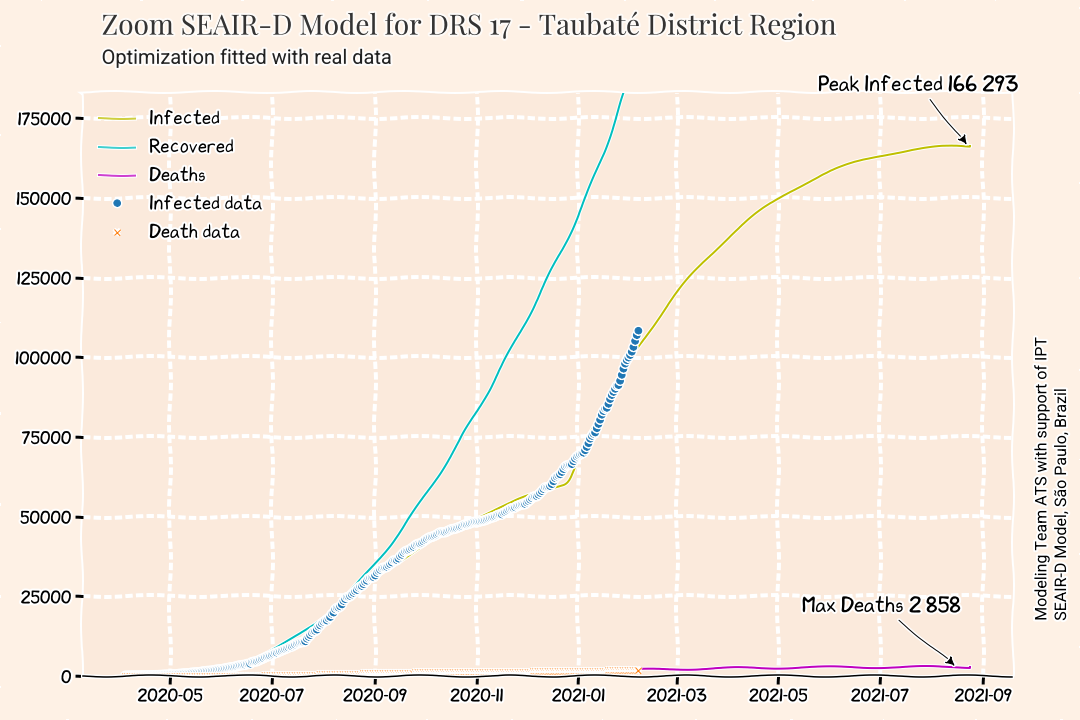 Zoom SEAIR-D Model for DRS 17 - Taubaté District Region
Optimization fitted with real data
Peak Infected 166 293
175000
150000
125000
100000
75000
50000
25000
0
Infected
Recovered
Deaths
Infected data
Death data
Max Deaths 2 858
2020-05
2020-07
2020-09
2020-11
2021-01
2021-03
2021-05
2021-07
2021-09
Modeling Team ATS with support of IPT
SEAIR-D Model, São Paulo, Brazil